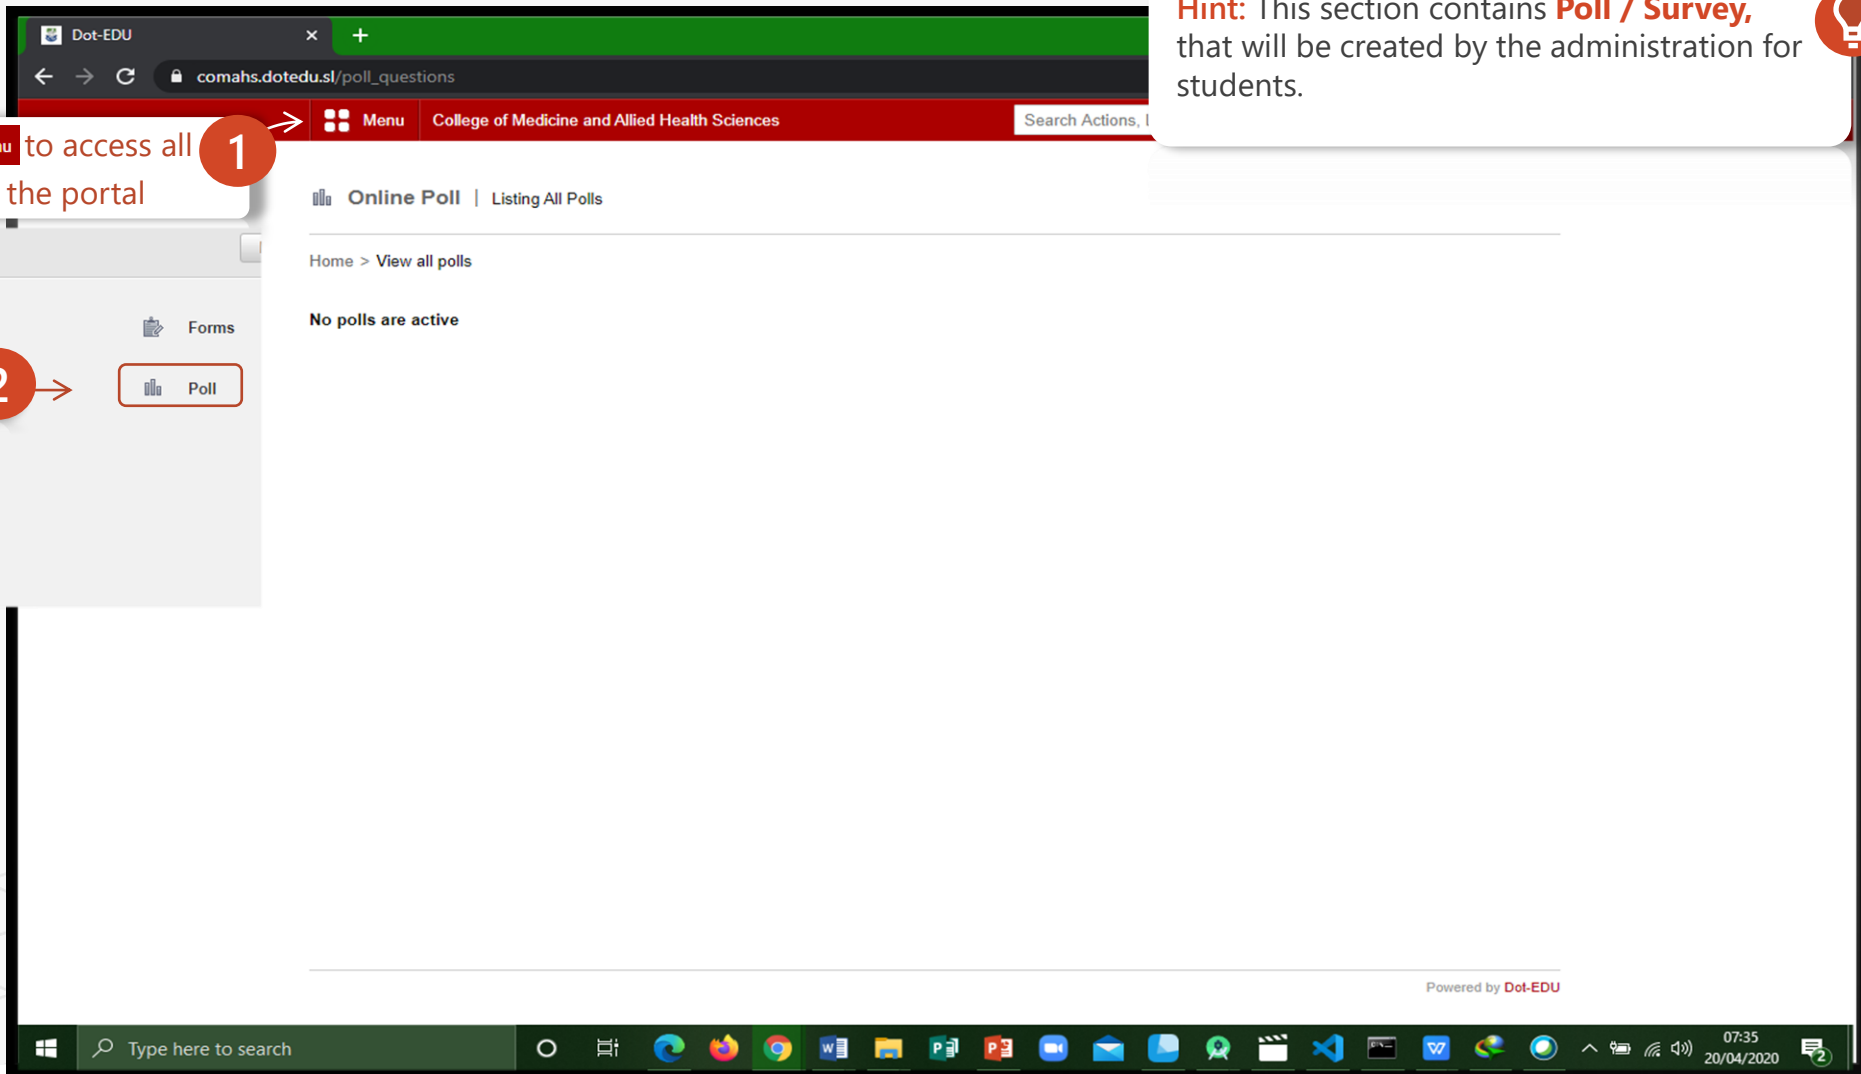 Hint: This section contains Poll / Survey,
that will be created by the administration for
students.
Dot-EDU
comahs.dotedu.sl/poll_questions
Menu
College of Medicine and Allied Health Sciences
Search Actions,
to access all
the portal
1
Online Poll | Listing All Polls
Home > View all polls
No polls are active
Forms
2
Poll
Powered by Dot-EDU
Type here to search
07:35
20/04/2020
2